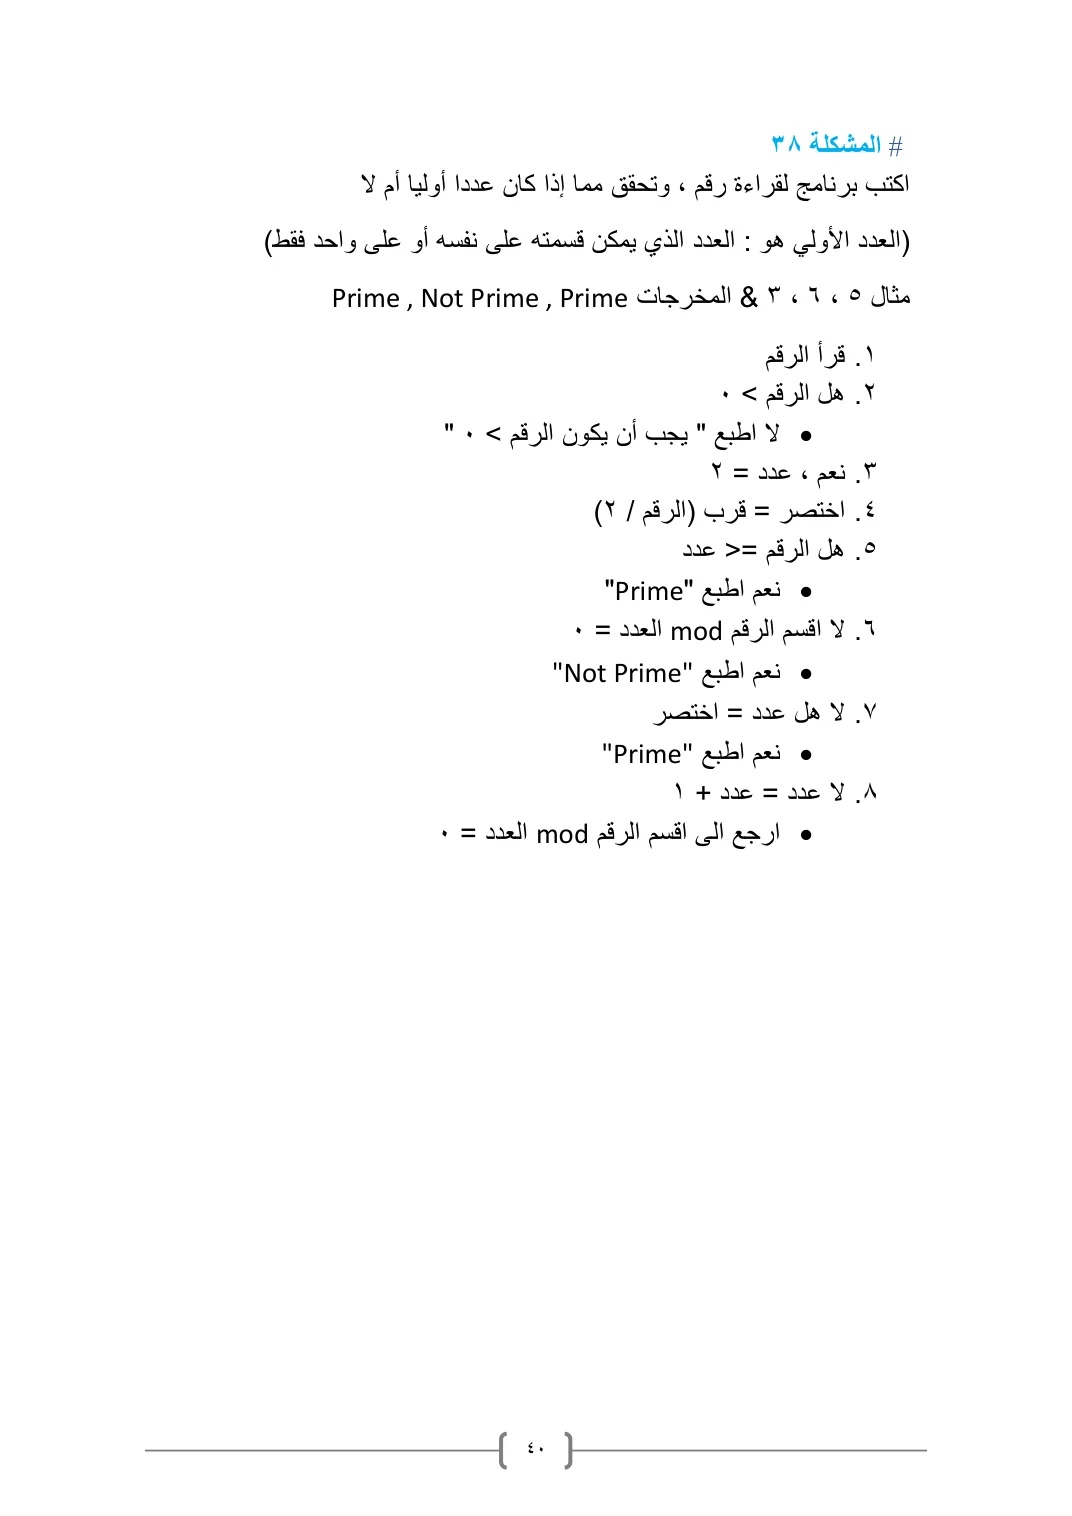 # المشكلة ٣٨
اكتب برنامج لقراءة رقم ، وتحقق مما إذا كان عددا أوليا أم لا
(العدد الأولي هو : العدد الذي يمكن قسمته على نفسه أو على واحد فقط)
مثال ٥ ، ٦ ، ٣ & المخرجات Prime , Not Prime , Prime
١. قرأ الرقم
٢. هل الرقم > ٠
• لا اطبع " يجب أن يكون الرقم > ٠ "
٣. نعم ، عدد = ٢
٤. اختصر = قرب (الرقم / ٢)
٥. هل الرقم =< عدد
• نعم اطبع "Prime"
٦. لا اقسم الرقم mod العدد = ٠
• نعم اطبع "Not Prime"
٧. لا هل عدد = اختصر
• نعم اطبع "Prime"
٨. لا عدد = عدد + ١
• ارجع الى اقسم الرقم mod العدد = ٠
٤٠